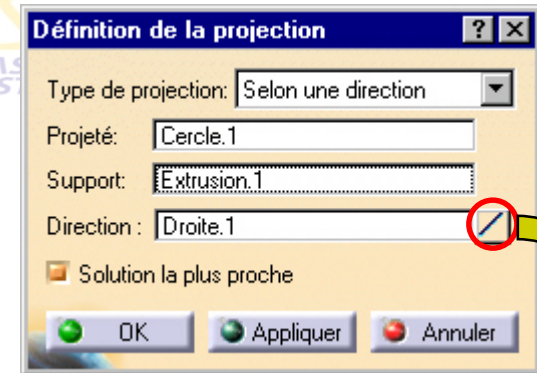 Définition de la projection
Type de projection: Selon une direction
Projeté: Cercle.1
Support: Extrusion.1
Direction : Droite.1
Solution la plus proche
OK Appliquer Annuler